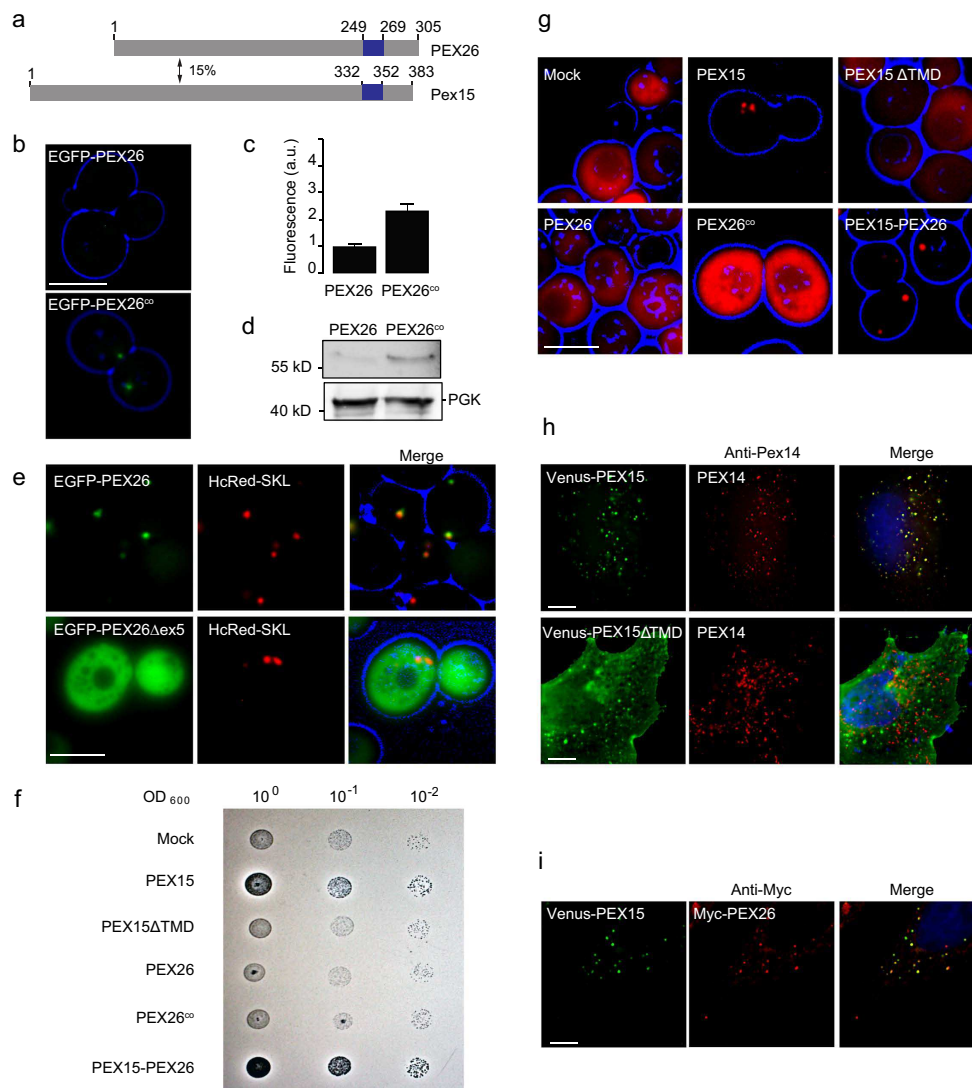 a
1 249 269 305
PEX26
15%
1 332 352 383
Pex15
b
EGFP-PEX26
EGFP-PEX26co
c
Fluorescence (a.u.)
5
4
3
2
1
0
PEX26 PEX26co
d
PEX26 PEX26co
55 kD
40 kD
PGK
e
Merge
EGFP-PEX26 HcRed-SKL
EGFP-PEX26Δex5 HcRed-SKL
f
OD 600 10 0 10-1 10-2
Mock
PEX15
PEX15ΔTMD
PEX26
PEX26co
PEX15-PEX26
g
Mock PEX15 PEX15 ΔTMD
PEX26 PEX26co PEX15-PEX26
h
Anti-Pex14 Merge
Venus-PEX15 PEX14
Venus-PEX15ΔTMD PEX14
i
Anti-Myc Merge
Venus-PEX15 Myc-PEX26